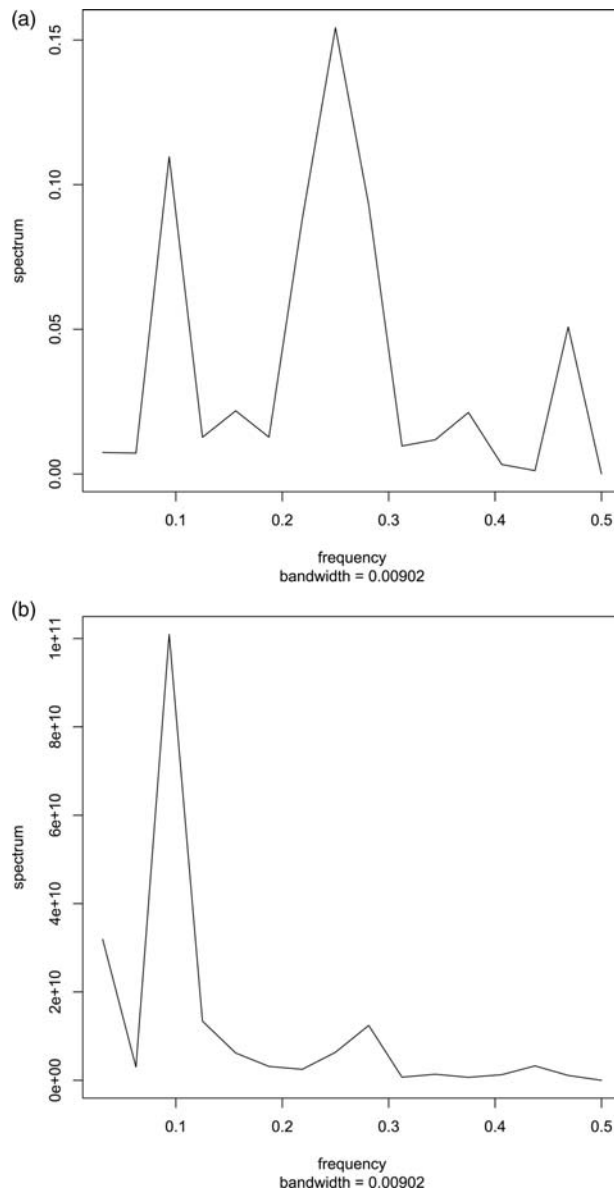 (a)
0.15
0.10
0.05
0.00
spectrum
0.1 0.2 0.3 0.4 0.5
frequency
bandwidth = 0.00902
(b)
1e+11
8e+10
6e+10
4e+10
2e+10
0e+00
spectrum
0.1 0.2 0.3 0.4 0.5
frequency
bandwidth = 0.00902